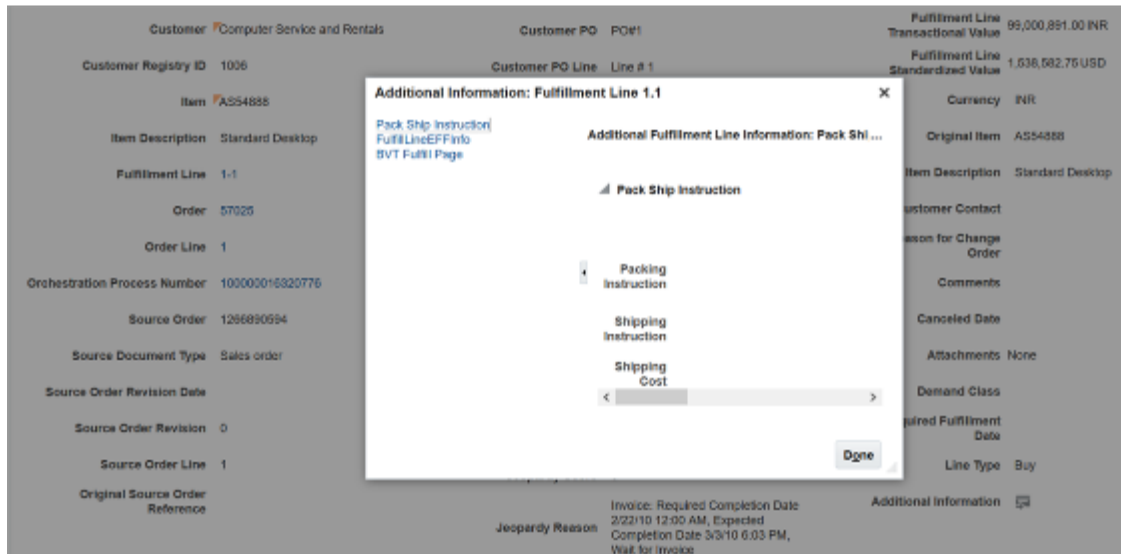 Customer Computer Service and Rentals
Customer PO PO#1
Fulfillment Line
Transactional Value 99,000,891.00 INR
Customer Registry ID 1006
Customer PO Line Line # 1
Fulfillment Line
Standardized Value 1,638,582.75 USD
Item AS54888
Currency INR
Item Description Standard Desktop
Original Item AS54888
Fulfillment Line 1-1
Item Description Standard Desktop
Order 57025
ustomer Contact
Order Line 1
ason for Change
Order
Orchestration Process Number 100000016320776
Comments
Source Order 1266890594
Canceled Date
Source Document Type Sales order
Attachments None
Source Order Revision Date
Demand Class
Source Order Revision 0
quired Fulfillment
Date
Source Order Line 1
Line Type Buy
Original Source Order
Reference
Additional Information
Jeopardy Reason
Invoice: Required Completion Date
2/22/10 12:00 AM, Expected
Completion Date 3/3/10 6:03 PM,
Wait for Invoice
Additional Information: Fulfillment Line 1.1
Pack Ship Instruction
FulfillLineEFFInfo
BVT Fulfill Page
Additional Fulfillment Line Information: Pack Shi ...
Pack Ship Instruction
Packing
Instruction
Shipping
Instruction
Shipping
Cost
Done